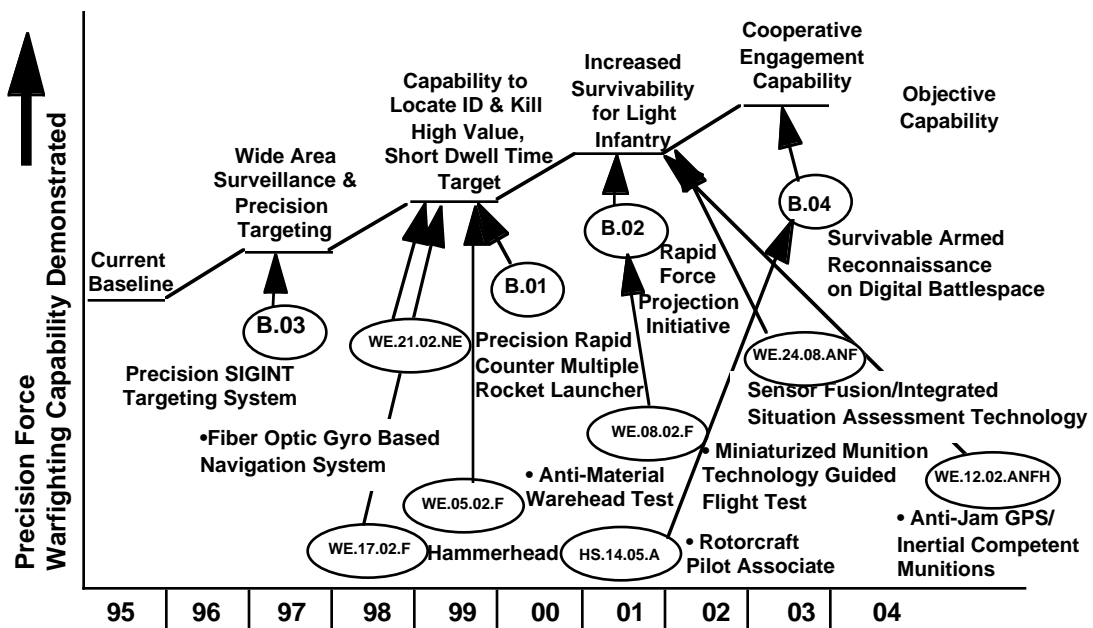 Precision Force
Warfighting Capability Demonstrated
Current
Baseline
Wide Area
Surveillance &
Precision
Targeting
Capability to
Locate ID & Kill
High Value,
Short Dwell Time
Target
Increased
Survivability
for Light
Infantry
Cooperative
Engagement
Capability
Objective
Capability
B.03
Precision SIGINT
Targeting System
WE.21.02.NE
•Fiber Optic Gyro Based
Navigation System
WE.17.02.F
B.01
Precision Rapid
Counter Multiple
Rocket Launcher
WE.05.02.F
Hammerhead
• Anti-Material
Warehead Test
B.02
Rapid
Force
Projection
Initiative
WE.08.02.F
• Miniaturized Munition
Technology Guided
Flight Test
HS.14.05.A
• Rotorcraft
Pilot Associate
B.04
Survivable Armed
Reconnaissance
on Digital Battlespace
WE.24.08.ANF
Sensor Fusion/Integrated
Situation Assessment Technology
WE.12.02.ANFH
• Anti-Jam GPS/
Inertial Competent
Munitions
95 96 97 98 99 00 01 02 03 04